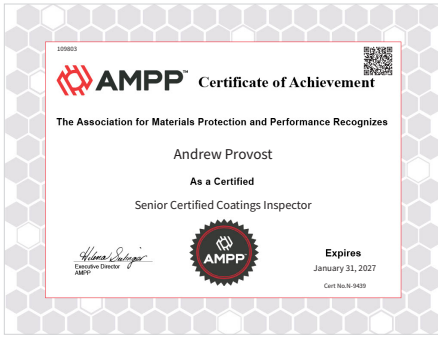 109803
AMPP™ Certificate of Achievement
The Association for Materials Protection and Performance Recognizes
Andrew Provost
As a Certified
Senior Certified Coatings Inspector
AMPP
Executive Director
AMPP
Expires
January 31, 2027
Cert No.N-9439